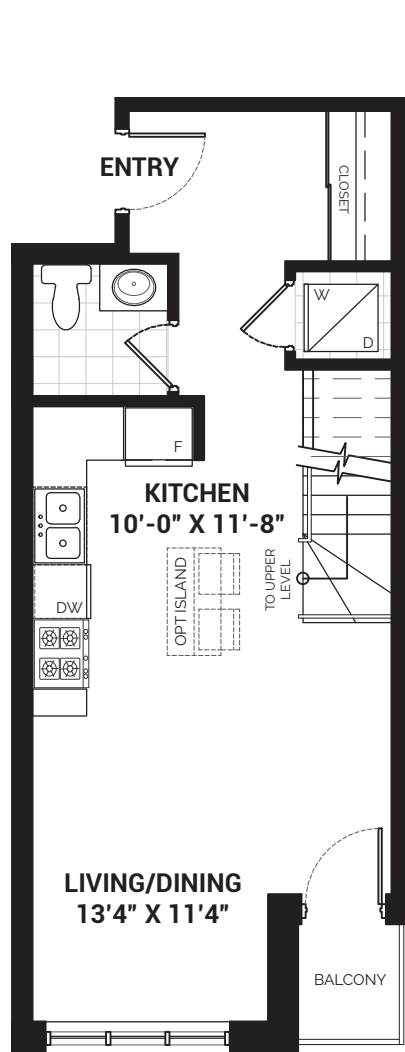 ENTRY
CLOSET
W
D
F
KITCHEN
10'-0" X 11'-8"
OPT ISLAND
TO UPPER
LEVEL
DW
LIVING/DINING
13'4" X 11'4"
BALCONY